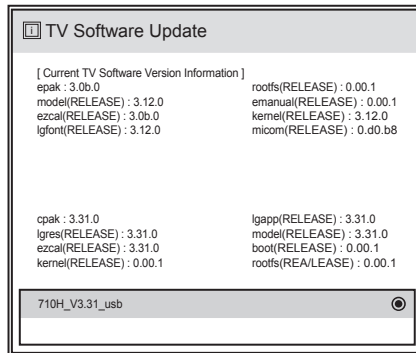 i TV Software Update
[ Current TV Software Version Information ]
epak : 3.0b.0 rootfs(RELEASE) : 0.00.1
model(RELEASE) : 3.12.0 emanual(RELEASE) : 0.00.1
ezcal(RELEASE) : 3.0b.0 kernel(RELEASE) : 3.12.0
lgfont(RELEASE) : 3.12.0 micom(RELEASE) : 0.d0.b8
cpak : 3.31.0 lgapp(RELEASE) : 3.31.0
lgres(RELEASE) : 3.31.0 model(RELEASE) : 3.31.0
ezcal(RELEASE) : 3.31.0 boot(RELEASE) : 0.00.1
kernel(RELEASE) : 0.00.1 rootfs(REA/LEASE) : 0.00.1
710H_V3.31_usb